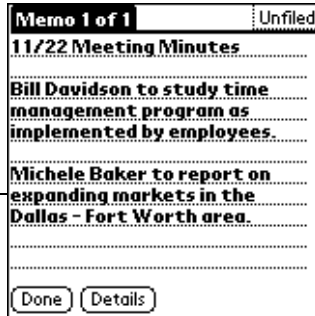 Memo 1 of 1 Unfiled
11/22 Meeting Minutes
Bill Davidson to study time
management program as
implemented by employees.
Michele Baker to report on
expanding markets in the
Dallas - Fort Worth area.
Done Details